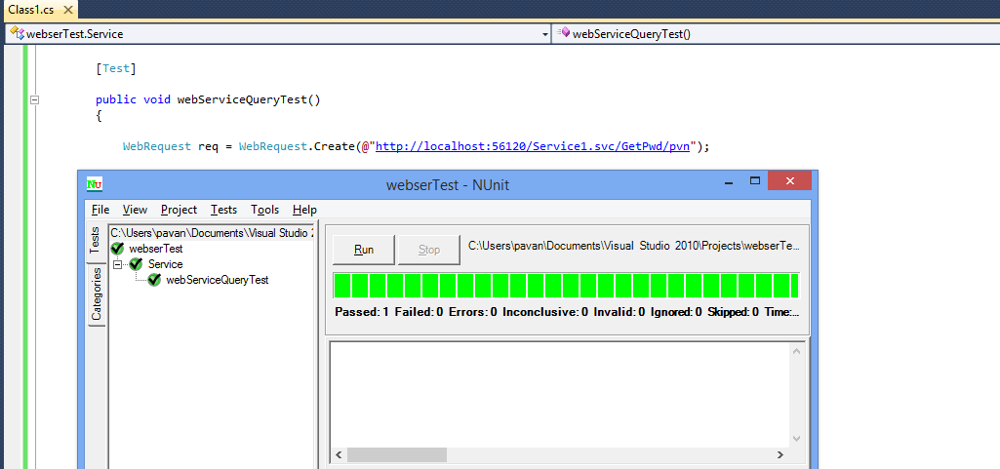 Class1.cs
webserTest.Service
webServiceQueryTest()
[Test]
public void webServiceQueryTest()
{
WebRequest req = WebRequest.Create(@"http://localhost:56120/Service1.svc/GetPwd/pvn");
NU
webserTest - NUnit
File View Project Tests Tools Help
Tests
Categories
C:\Users\pavan\Documents\Visual Studio 2
webserTest
Service
webServiceQueryTest
Run
Stop
C:\Users\pavan\Documents\Visual Studio 2010\Projects\webserTe...
Passed: 1 Failed: 0 Errors: 0 Inconclusive: 0 Invalid: 0 Ignored: 0 Skipped: 0 Time:...